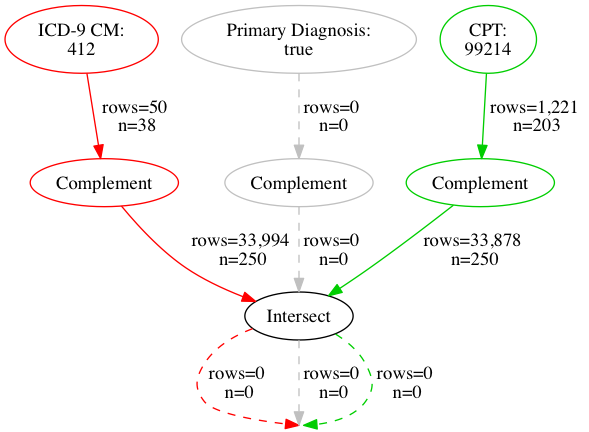 ICD-9 CM:
412
Primary Diagnosis:
true
CPT:
99214
rows=50
n=38
rows=0
n=0
rows=1,221
n=203
Complement
Complement
Complement
rows=33,994
n=250
rows=0
n=0
rows=33,878
n=250
Intersect
rows=0
n=0
rows=0
n=0
rows=0
n=0